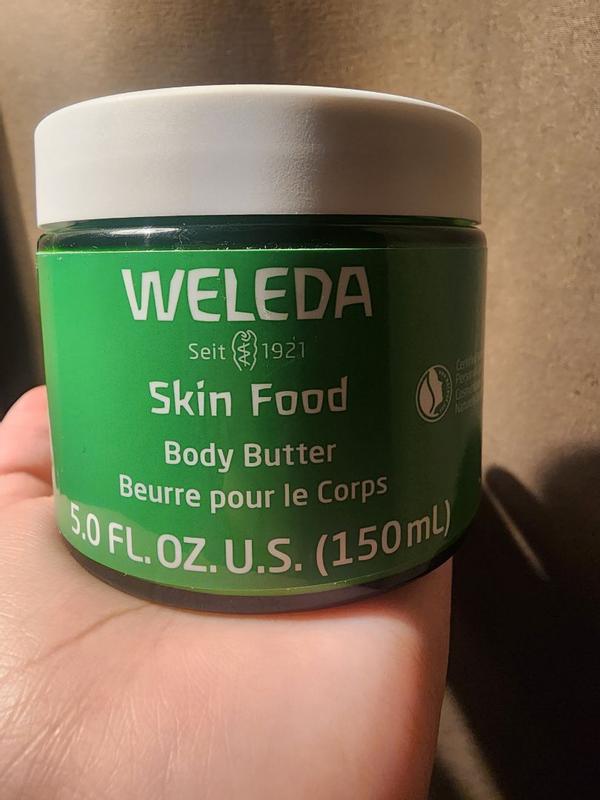 WELEDA
Seit 1921
Skin Food
Body Butter
Beurre pour le Corps
5.0 FL. OZ. U.S. (150 mL)